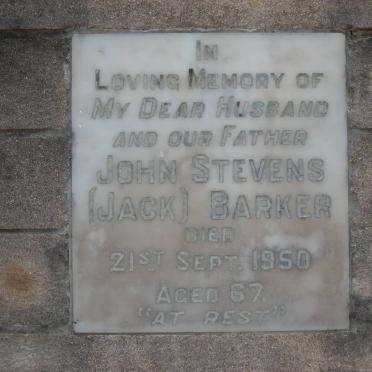 IN
LOVING MEMORY OF
MY DEAR HUSBAND
AND OUR FATHER
JOHN STEVENS
(JACK) BARKER
DIED
21ST SEPT. 1950
AGED 67.
"AT REST"